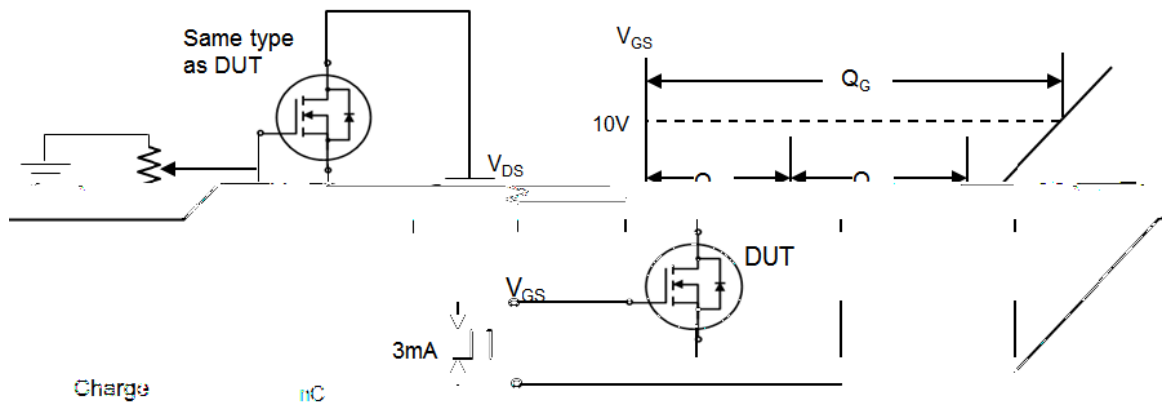 Same type
as DUT
V_GS
Q_G
10V
V_DS
DUT
V_GS
3mA
Charge
nC